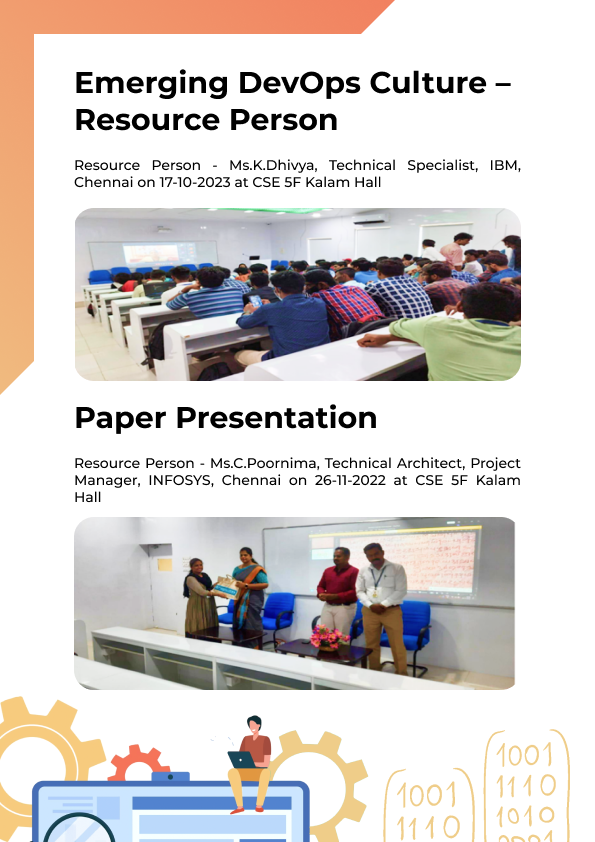 Emerging DevOps Culture –
Resource Person
Resource Person - Ms.K.Dhivya, Technical Specialist, IBM,
Chennai on 17-10-2023 at CSE 5F Kalam Hall
Paper Presentation
Resource Person - Ms.C.Poornima, Technical Architect, Project
Manager, INFOSYS, Chennai on 26-11-2022 at CSE 5F Kalam
Hall
1001
1110
1010
1001
1110